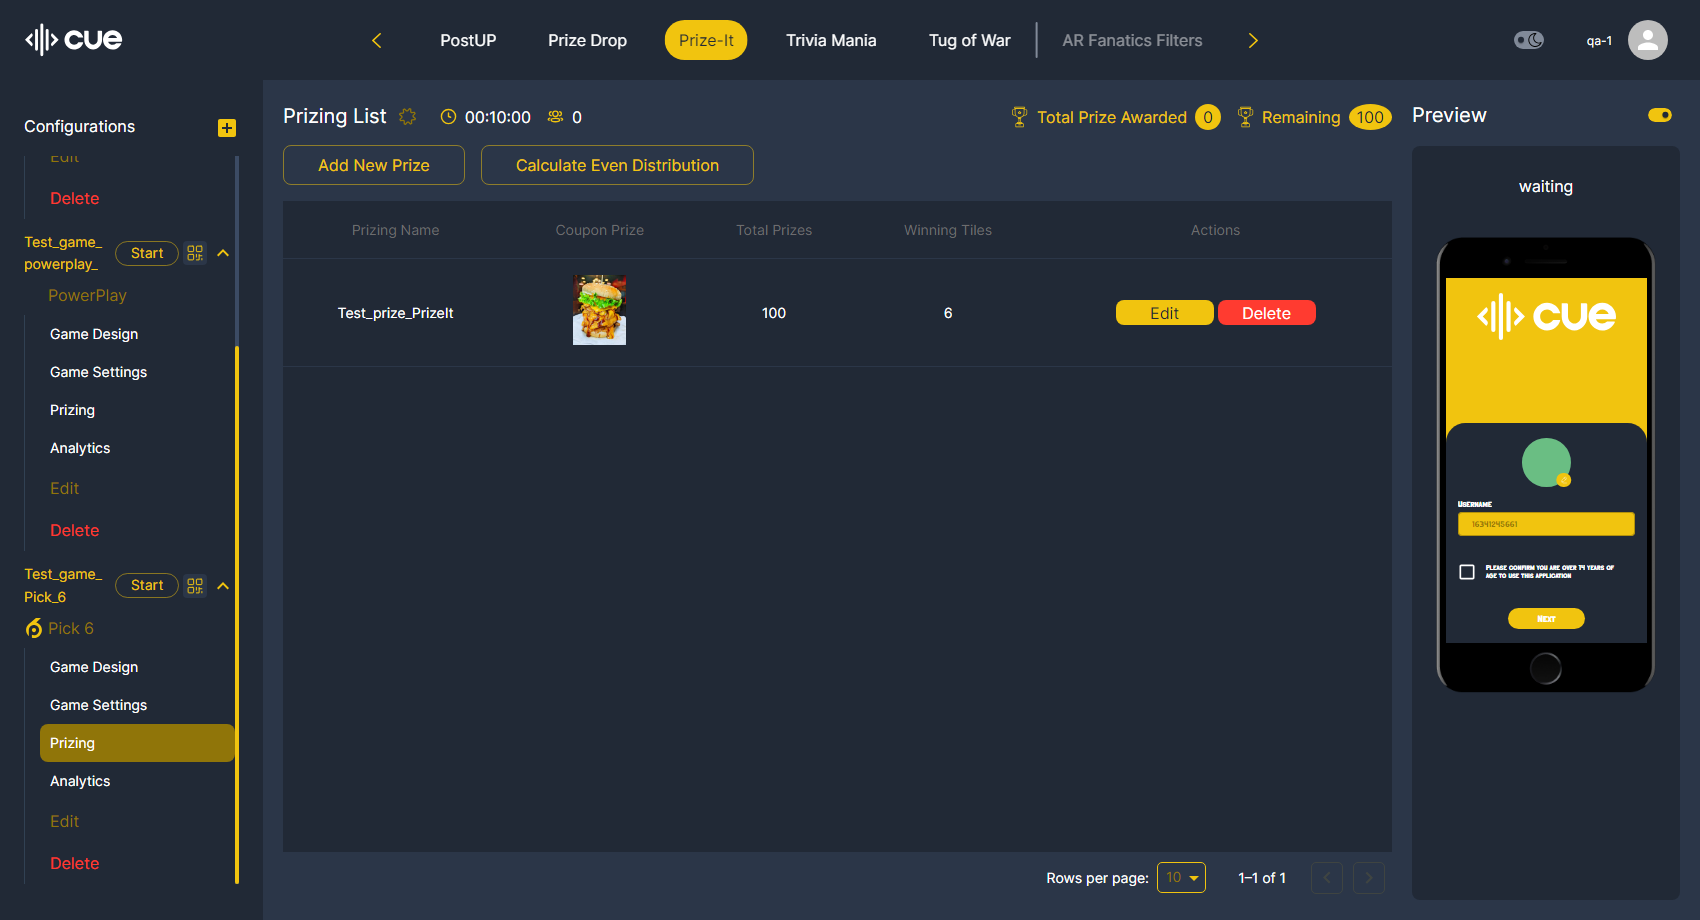 cue
PostUP
Prize Drop
Prize-It
Trivia Mania
Tug of War
AR Fanatics Filters
qa-1
Configurations
Edit
Delete
Test_game_
powerplay_
Start
PowerPlay
Game Design
Game Settings
Prizing
Analytics
Edit
Delete
Test_game_
Pick_6
Start
Pick 6
Game Design
Game Settings
Prizing
Analytics
Edit
Delete
Prizing List
00:10:00
0
Total Prize Awarded 0
Remaining 100
Add New Prize
Calculate Even Distribution
Prizing Name
Coupon Prize
Total Prizes
Winning Tiles
Actions
Test_prize_PrizeIt
100
6
Edit
Delete
Rows per page: 10
1–1 of 1
Preview
waiting
cue
Username
16341245661
Please confirm you are over 14 years of
age to use this application
Next